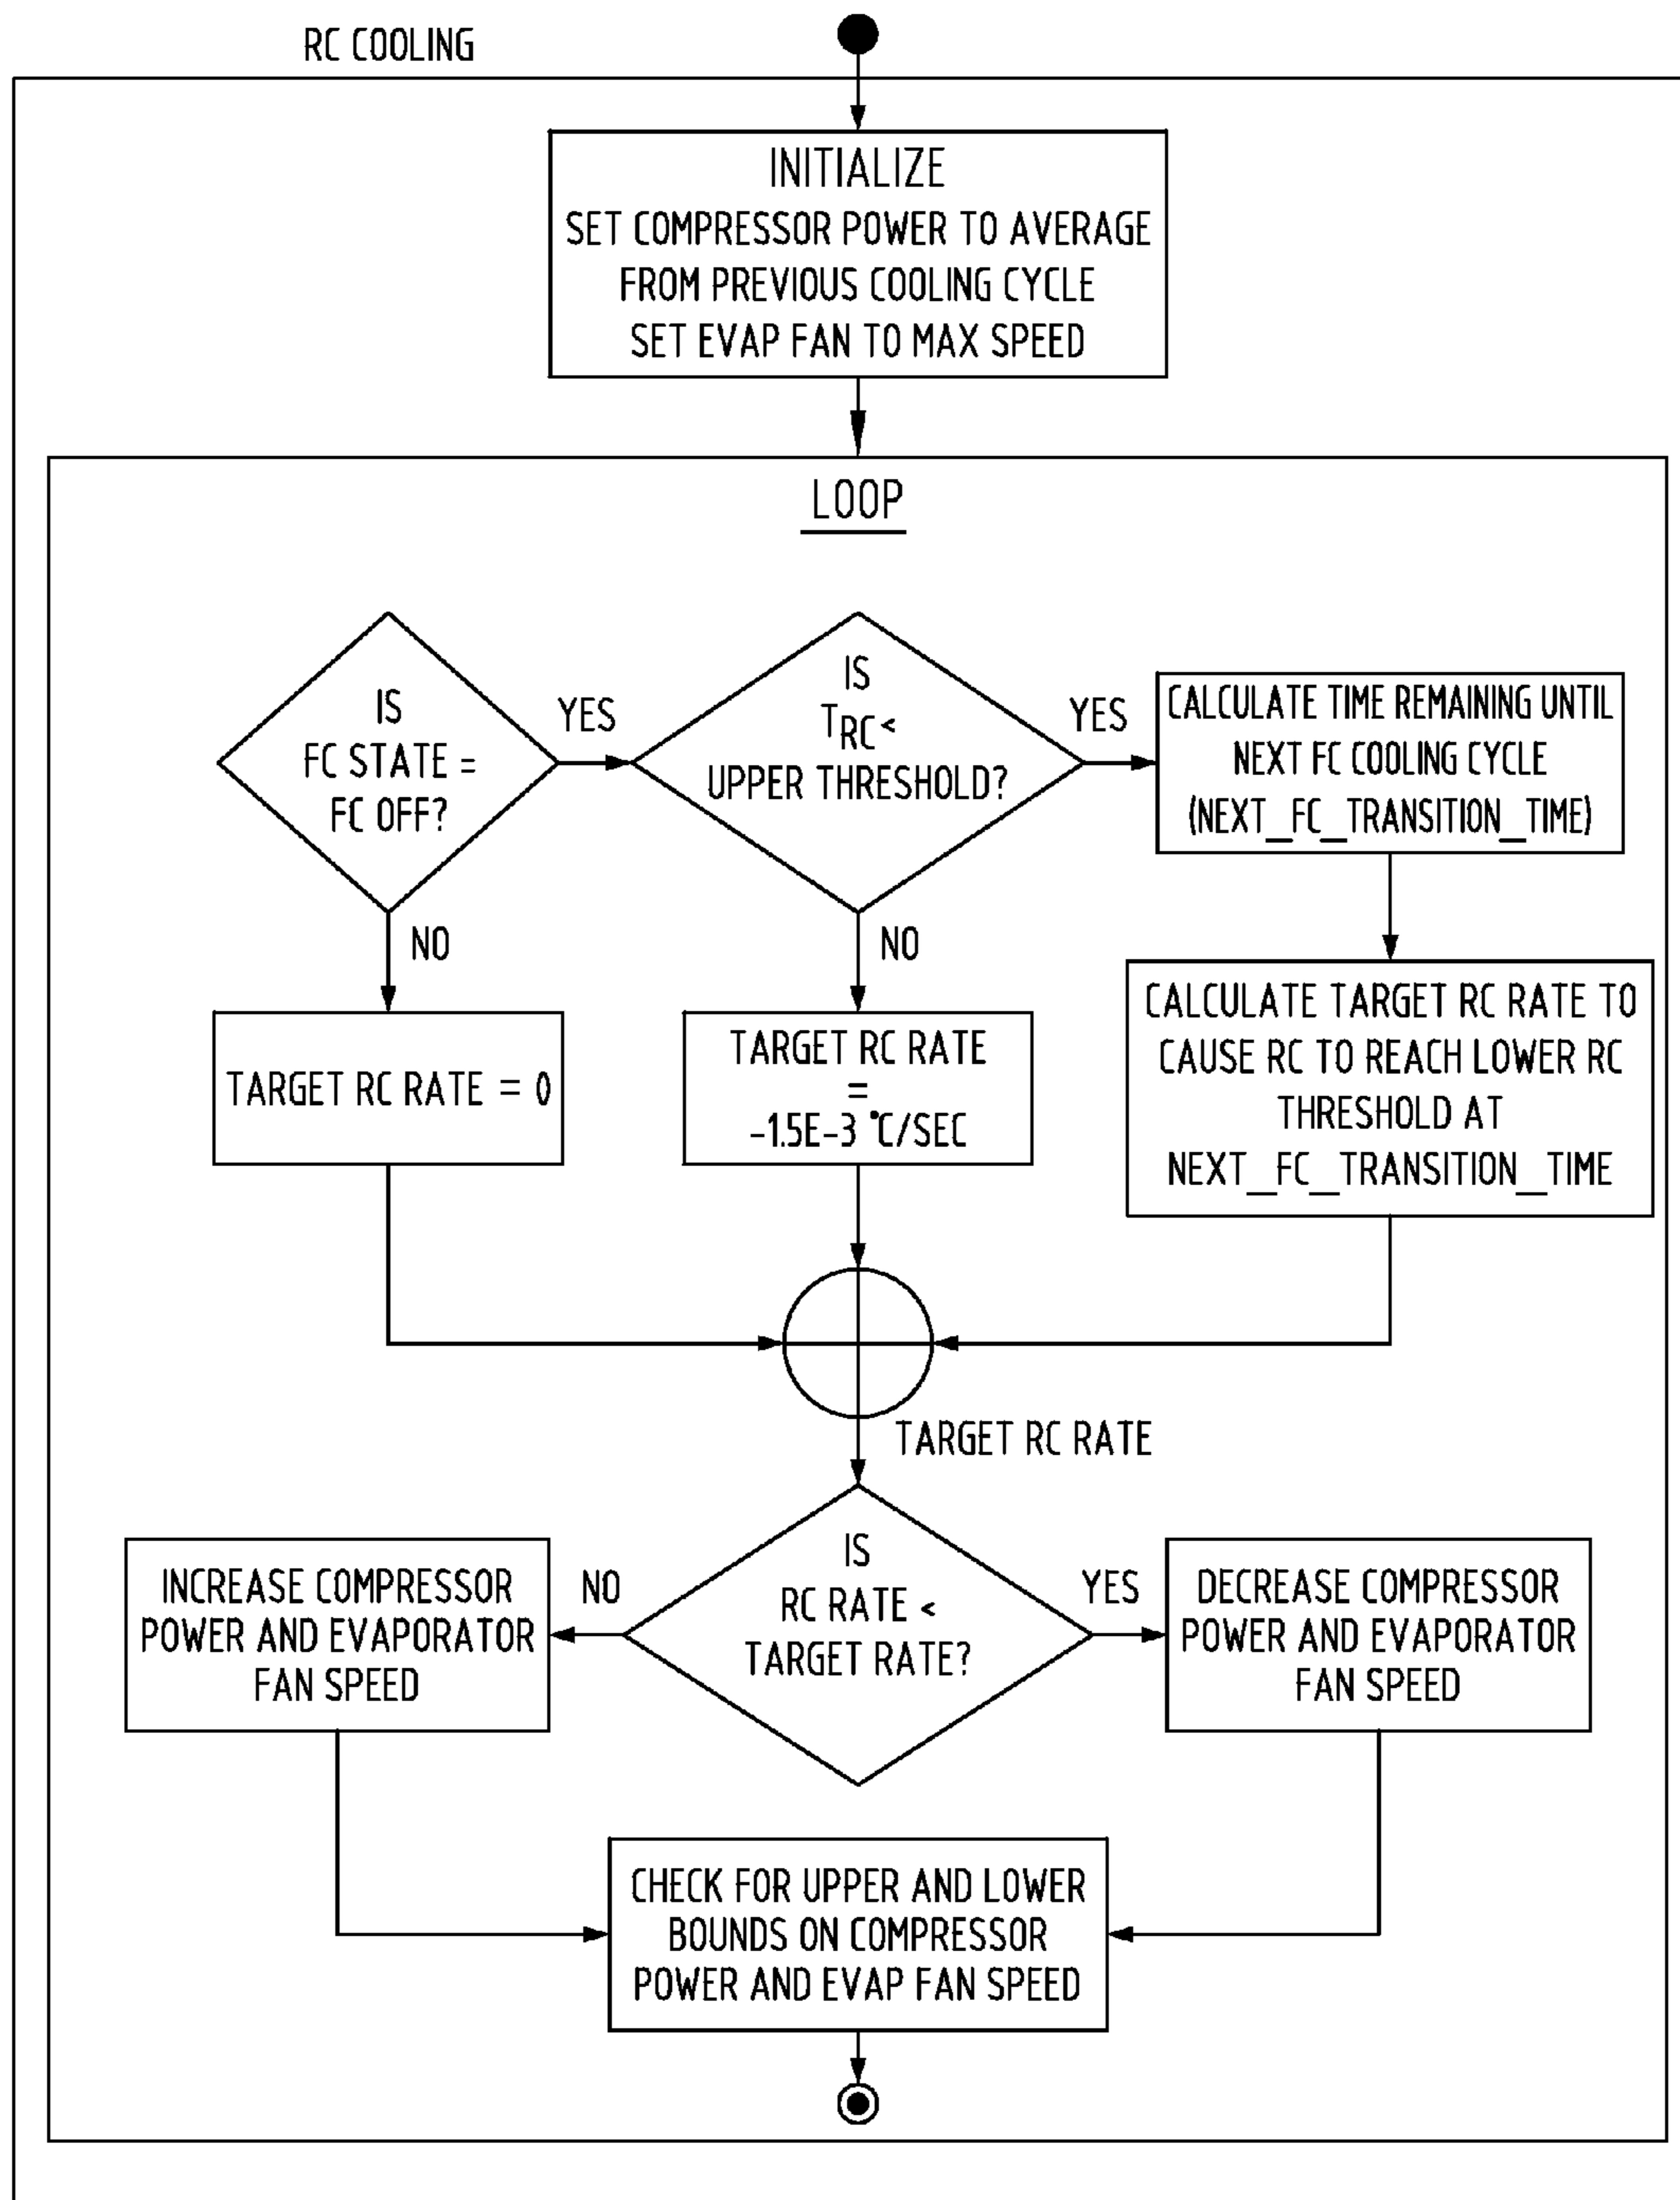 RC COOLING
INITIALIZE
SET COMPRESSOR POWER TO AVERAGE
FROM PREVIOUS COOLING CYCLE
SET EVAP FAN TO MAX SPEED
LOOP
IS
FC STATE =
FC OFF?
YES
IS
TRC<
UPPER THRESHOLD?
YES
CALCULATE TIME REMAINING UNTIL
NEXT FC COOLING CYCLE
(NEXT_FC_TRANSITION_TIME)
NO
NO
TARGET RC RATE = 0
TARGET RC RATE
=
-1.5E-3 °C/SEC
CALCULATE TARGET RC RATE TO
CAUSE RC TO REACH LOWER RC
THRESHOLD AT
NEXT_FC_TRANSITION_TIME
TARGET RC RATE
IS
RC RATE <
TARGET RATE?
NO
YES
INCREASE COMPRESSOR
POWER AND EVAPORATOR
FAN SPEED
DECREASE COMPRESSOR
POWER AND EVAPORATOR
FAN SPEED
CHECK FOR UPPER AND LOWER
BOUNDS ON COMPRESSOR
POWER AND EVAP FAN SPEED